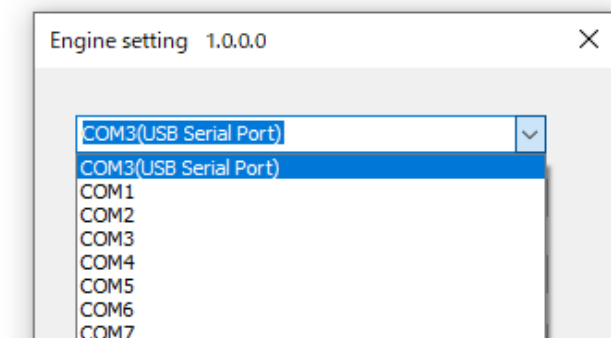 Engine setting 1.0.0.0
COM3(USB Serial Port)
COM3(USB Serial Port)
COM1
COM2
COM3
COM4
COM5
COM6
COM7